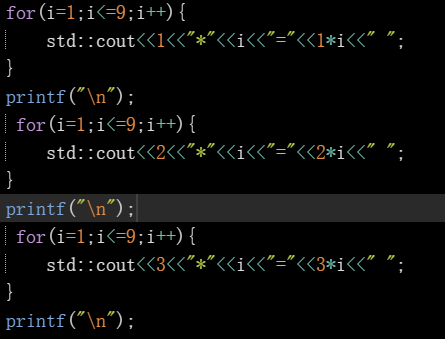 for(i=1;i<=9;i++){
    std::cout<<1<<"*"<<i<<"="<<1*i<<" ";
}
printf("\n");
 for(i=1;i<=9;i++){
    std::cout<<2<<"*"<<i<<"="<<2*i<<" ";
}
printf("\n");
 for(i=1;i<=9;i++){
    std::cout<<3<<"*"<<i<<"="<<3*i<<" ";
}
printf("\n");